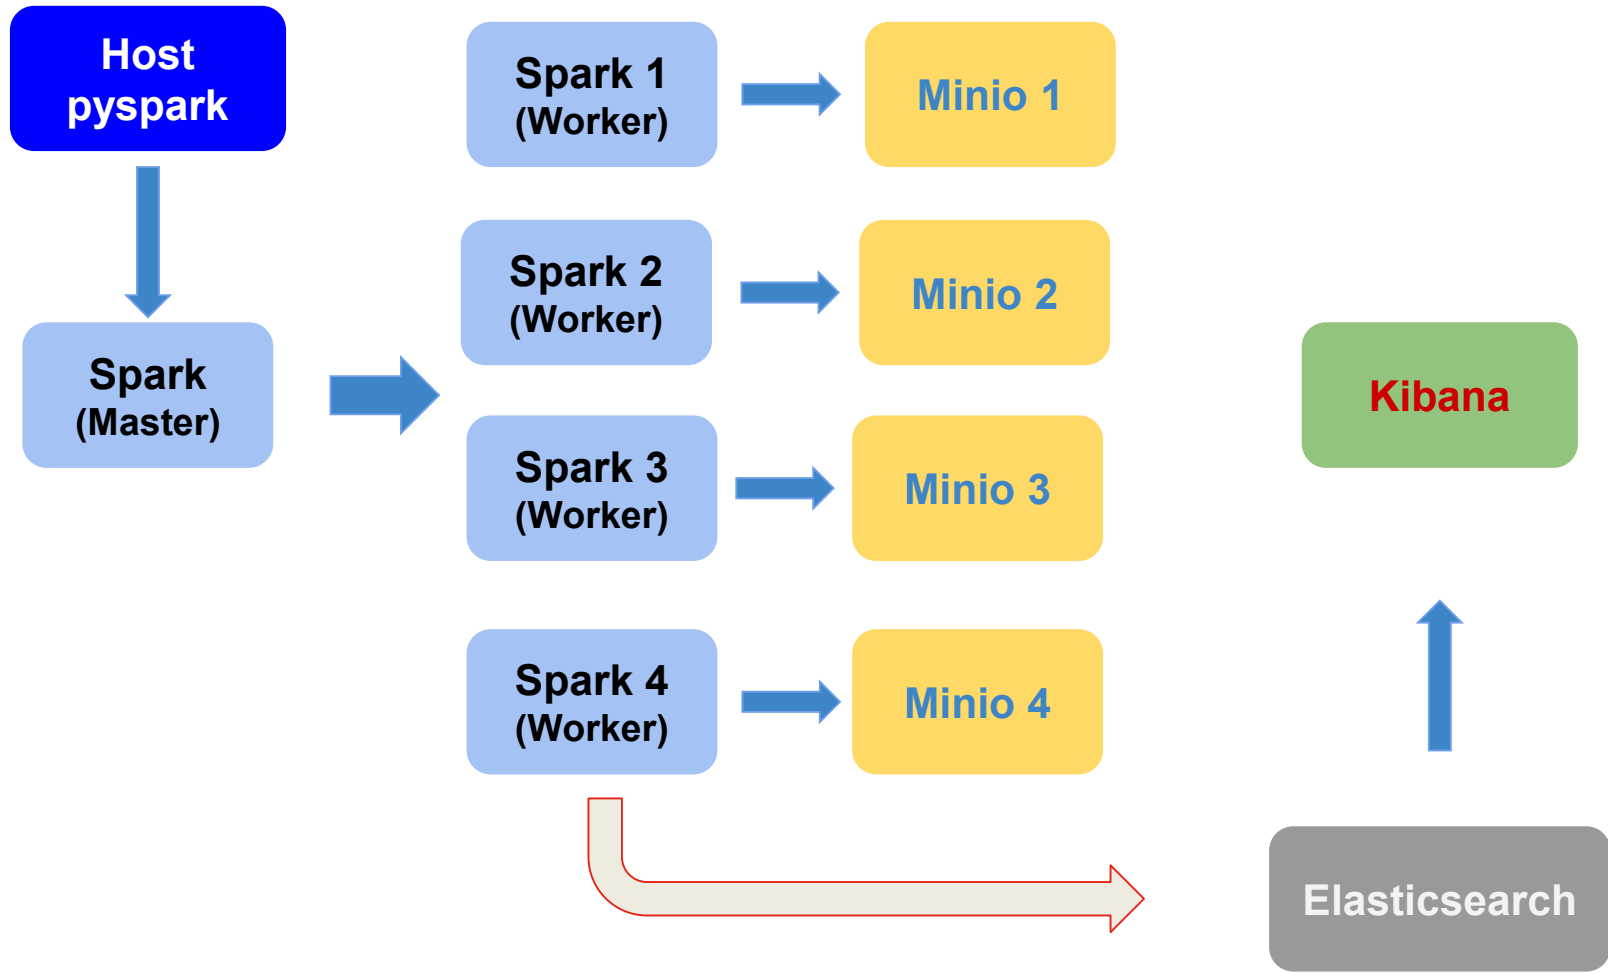 Host
pyspark
Spark
(Master)
Spark 1
(Worker)
Minio 1
Spark 2
(Worker)
Minio 2
Spark 3
(Worker)
Minio 3
Spark 4
(Worker)
Minio 4
Kibana
Elasticsearch